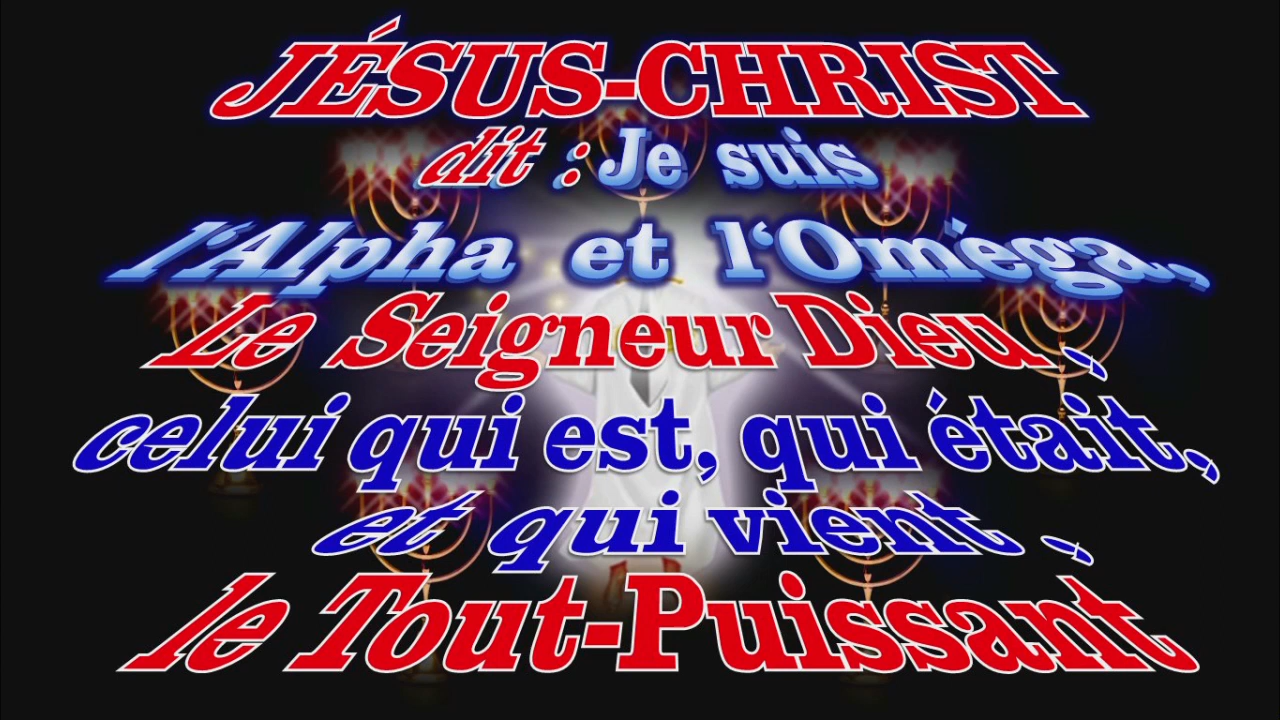 JÉSUS-CHRIST
dit : Je suis
l'Alpha et l'Oméga,
Le Seigneur Dieu,
celui qui est, qui était,
et qui vient,
le Tout-Puissant